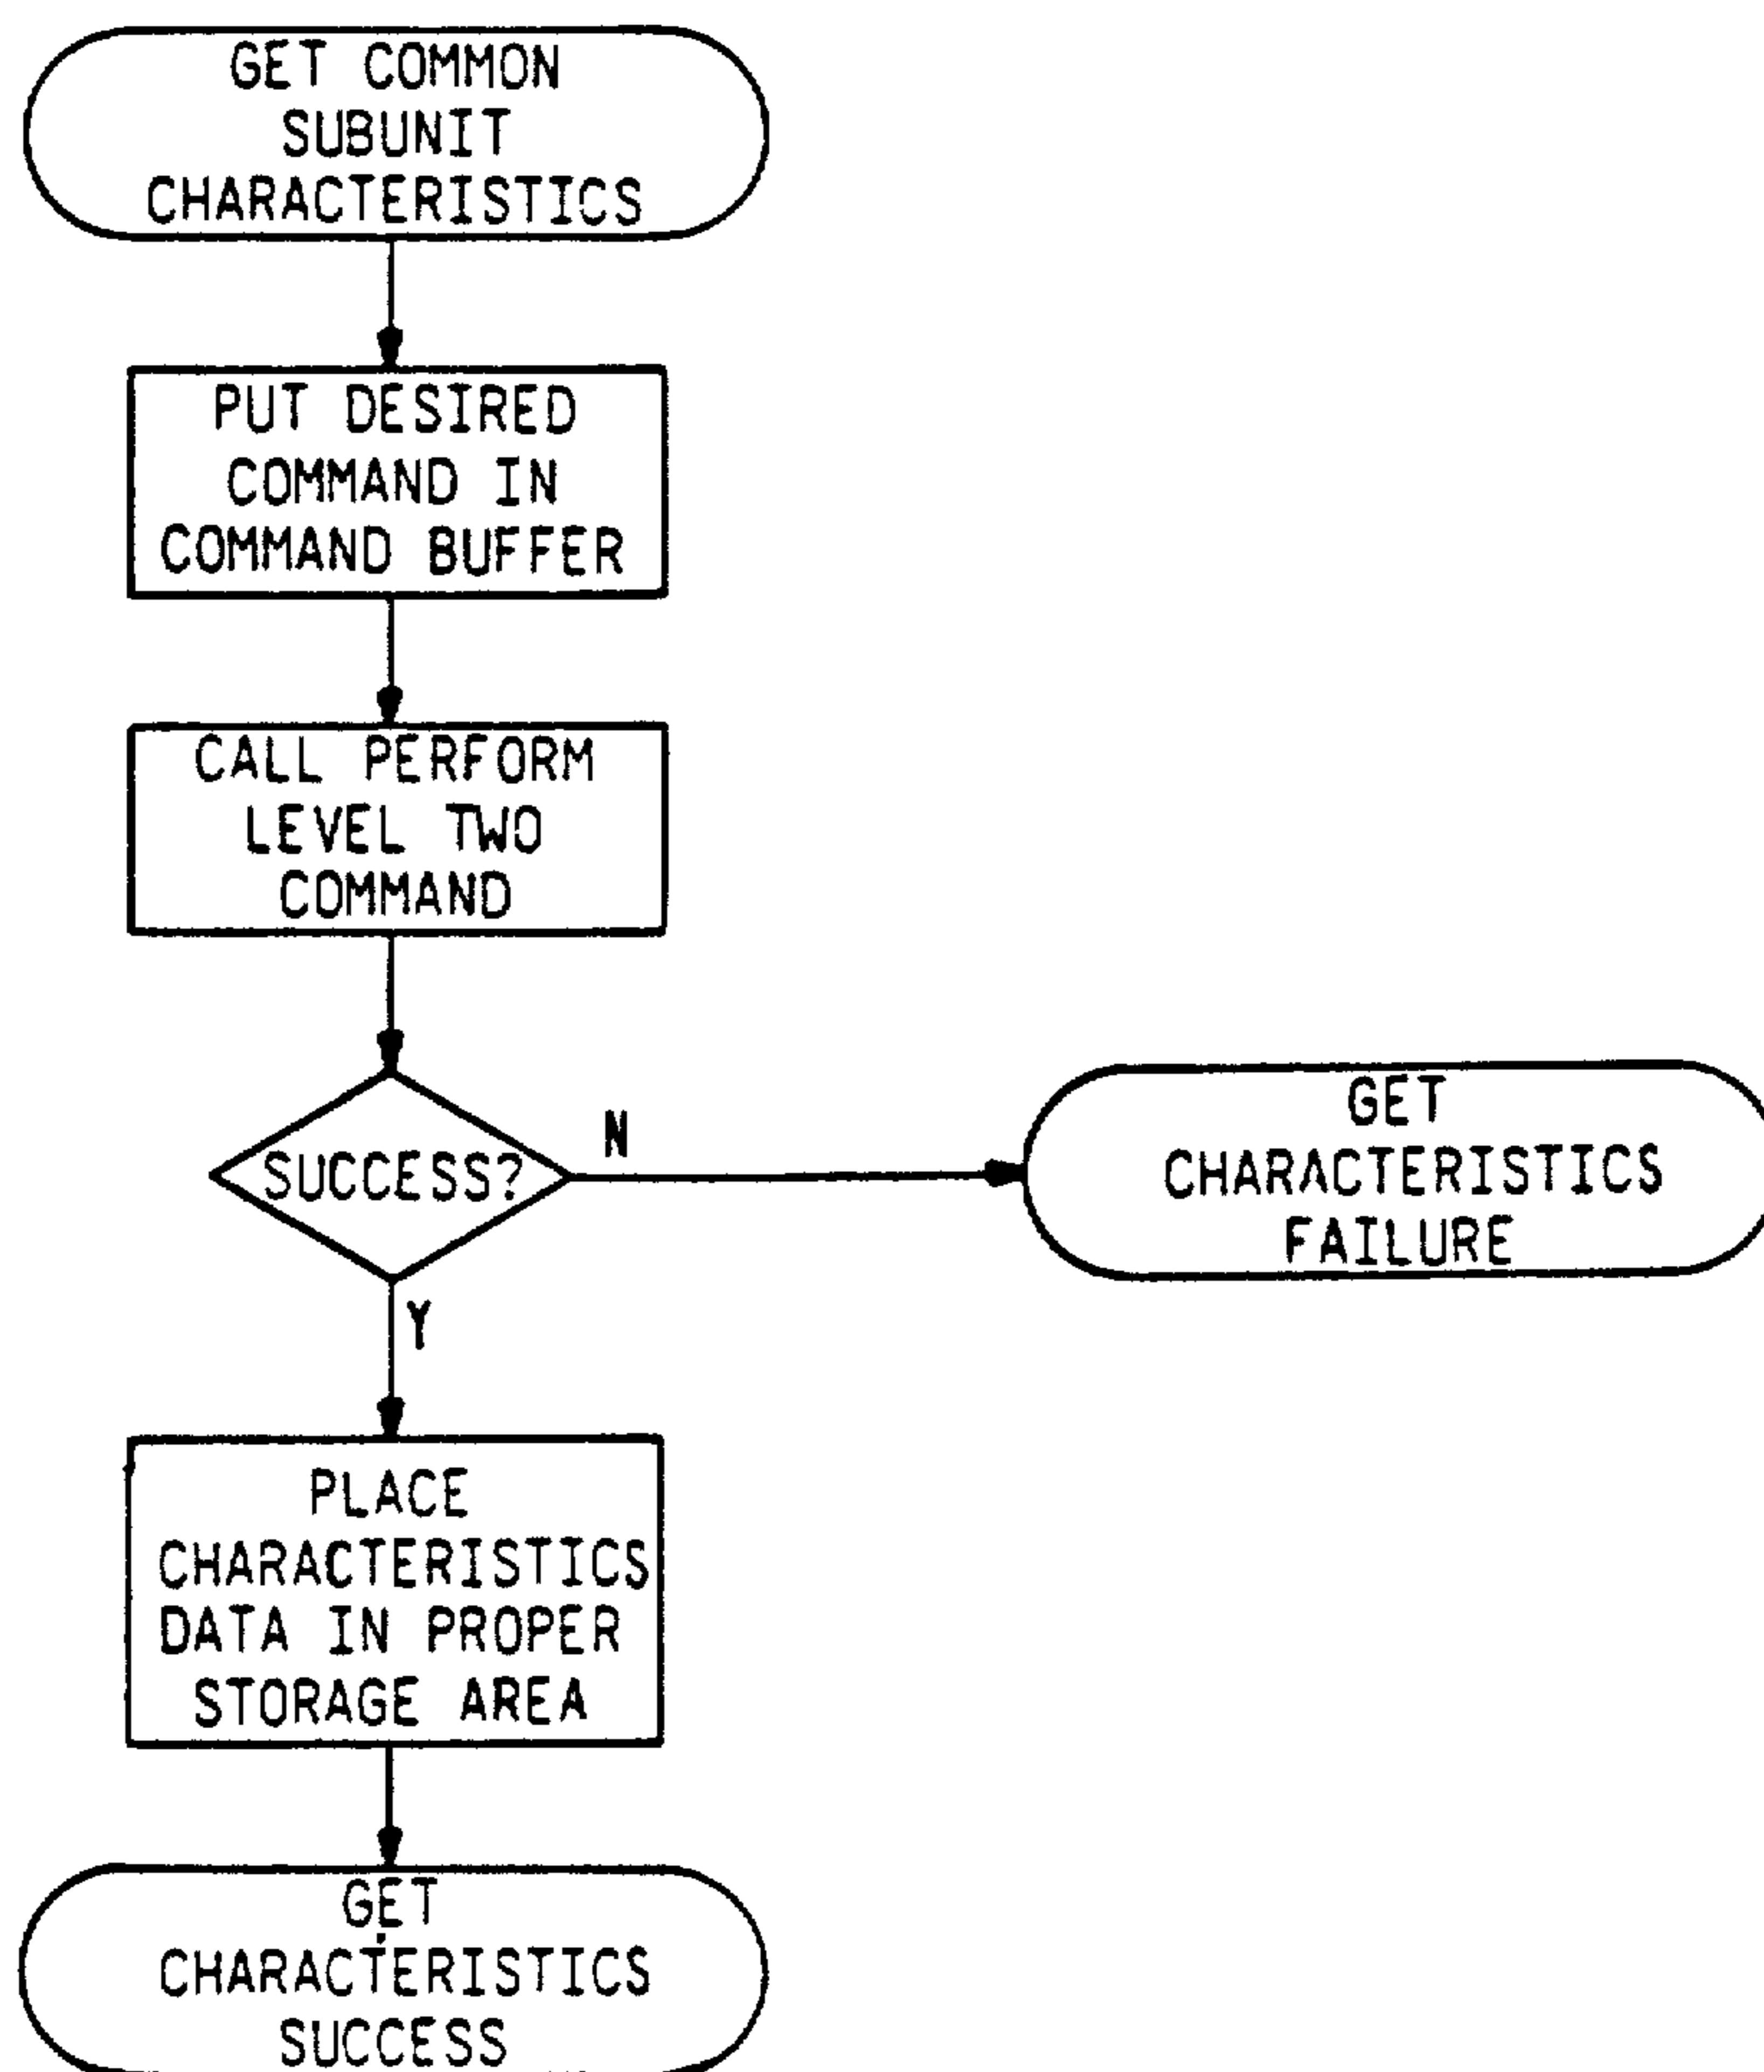 GET COMMON
SUBUNIT
CHARACTERISTICS
PUT DESIRED
COMMAND IN
COMMAND BUFFER
CALL PERFORM
LEVEL TWO
COMMAND
SUCCESS?
N
GET
CHARACTERISTICS
FAILURE
Y
PLACE
CHARACTERISTICS
DATA IN PROPER
STORAGE AREA
GET
CHARACTERISTICS
SUCCESS